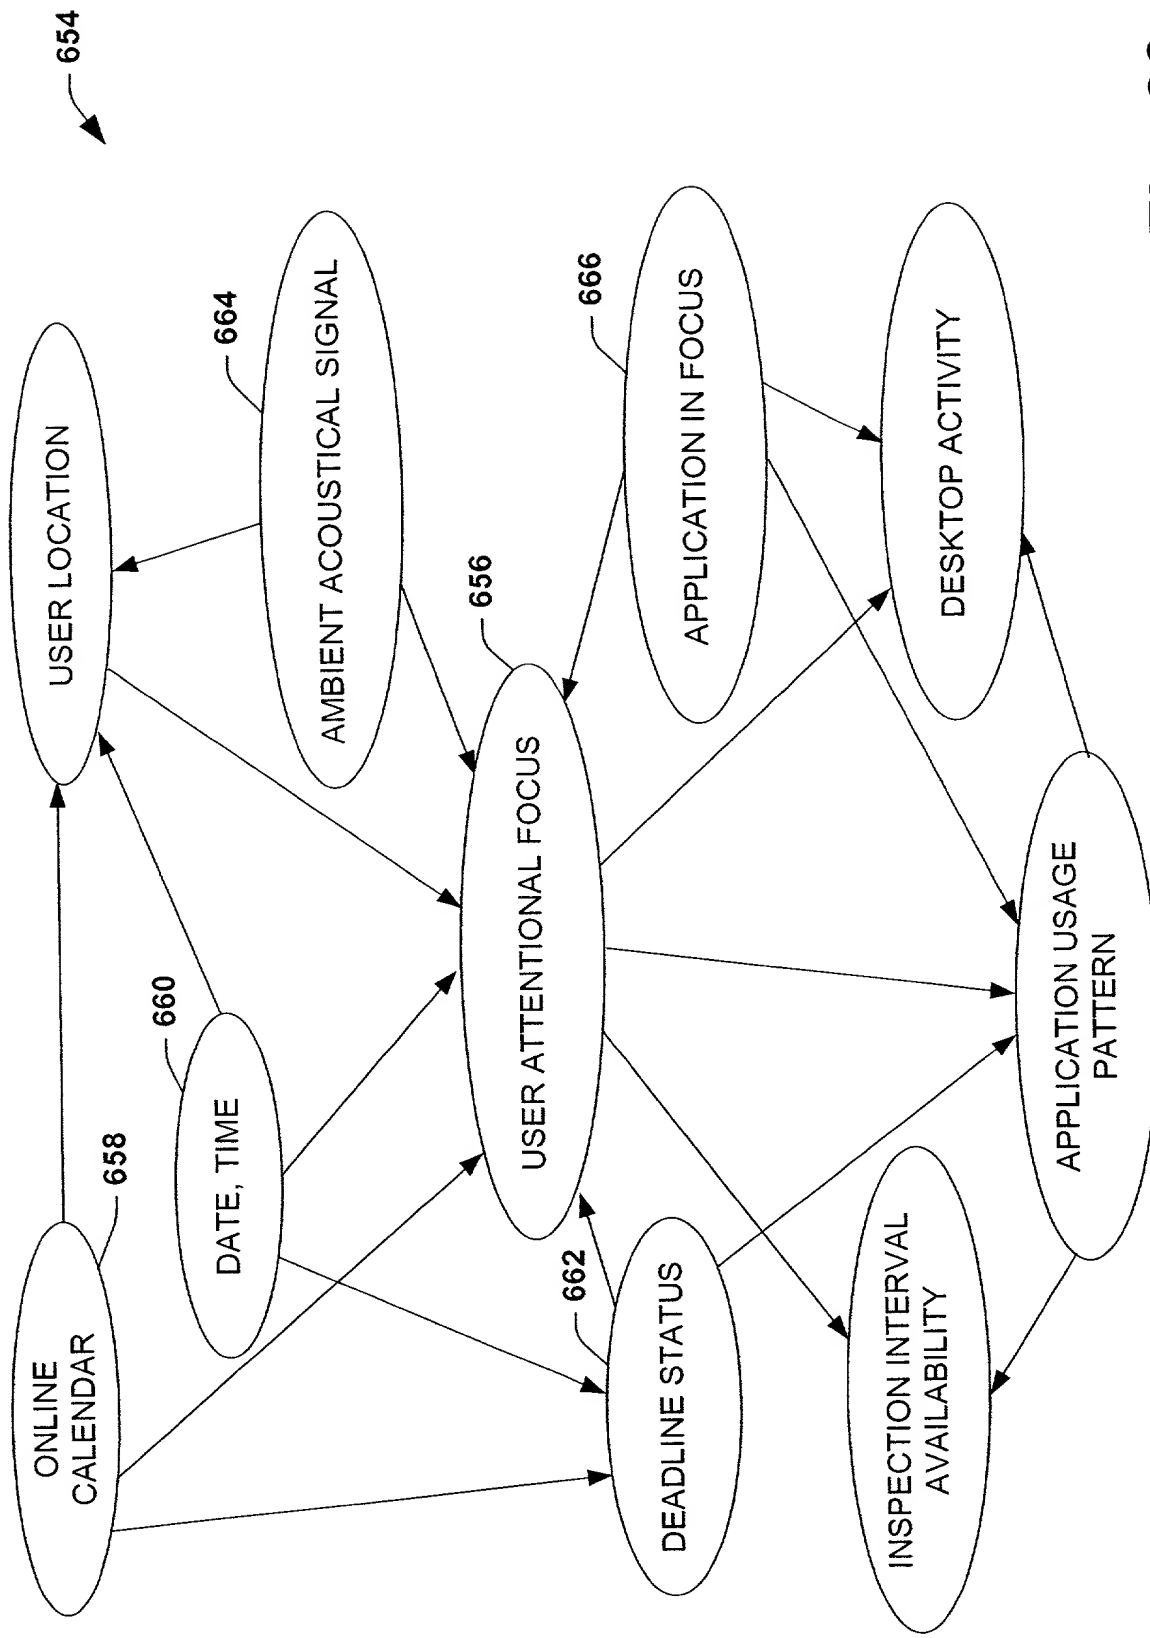 654
ONLINE
CALENDAR
658
USER LOCATION
660
DATE, TIME
664
AMBIENT ACOUSTICAL SIGNAL
656
USER ATTENTIONAL FOCUS
662
DEADLINE STATUS
666
APPLICATION IN FOCUS
INSPECTION INTERVAL
AVAILABILITY
DESKTOP ACTIVITY
APPLICATION USAGE
PATTERN